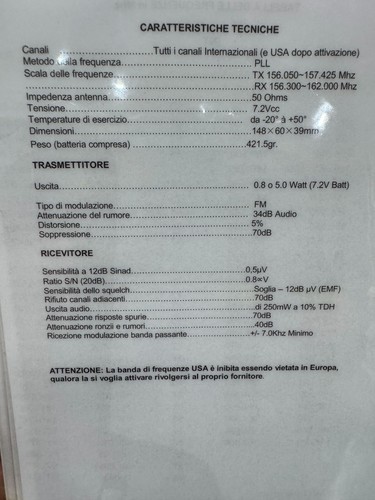 CARATTERISTICHE TECNICHE
Canali ........................Tutti i canali Internazionali (e USA dopo attivazione)
Metodo della frequenza..........................PLL
Scala delle frequenze..........................TX 156.050~157.425 Mhz
..........................RX 156.300~162.000 Mhz
Impedenza antenna..........................50 Ohms
Tensione..........................7.2Vcc
Temperature di esercizio..........................da -20° à +50°
Dimensioni..........................148×60×39mm
Peso (batteria compresa) ..........................421.5gr.
TRASMETTITORE
Uscita.......................... 0.8 o 5.0 Watt (7.2V Batt)
Tipo di modulazione..........................FM
Attenuazione del rumore..........................34dB Audio
Distorsione..........................5%
Soppressione..........................70dB
RICEVITORE
Sensibilità a 12dB Sinad..........................0,5µV
Ratio S/N (20dB)..........................0.8∝V
Sensibilità dello squelch..........................Soglia – 12dB µV (EMF)
Rifiuto canali adiacenti ..........................70dB
Uscita audio..........................di 250mW a 10% TDH
Attenuazione risposte spurie..........................70dB
Attenuazione ronzii e rumori..........................40dB
Ricezione modulazione banda passante..........................+/- 7.0Khz Minimo
ATTENZIONE: La banda di frequenze USA è inibita essendo vietata in Europa,
qualora la si voglia attivare rivolgersi al proprio fornitore.